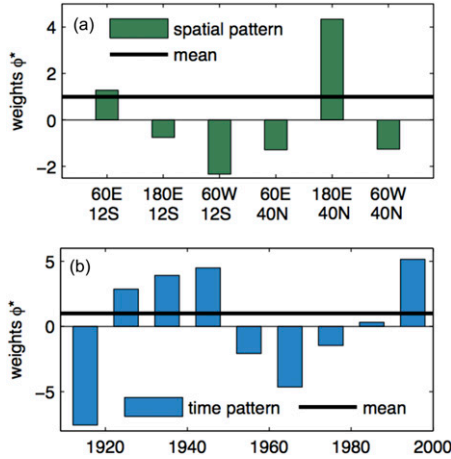 (a)
spatial pattern
mean
weights ϕ*
4
2
0
−2
60E 180E 60W 60E 180E 60W
12S 12S 12S 40N 40N 40N
(b)
weights ϕ*
5
0
−5
time pattern mean
1920 1940 1960 1980 2000